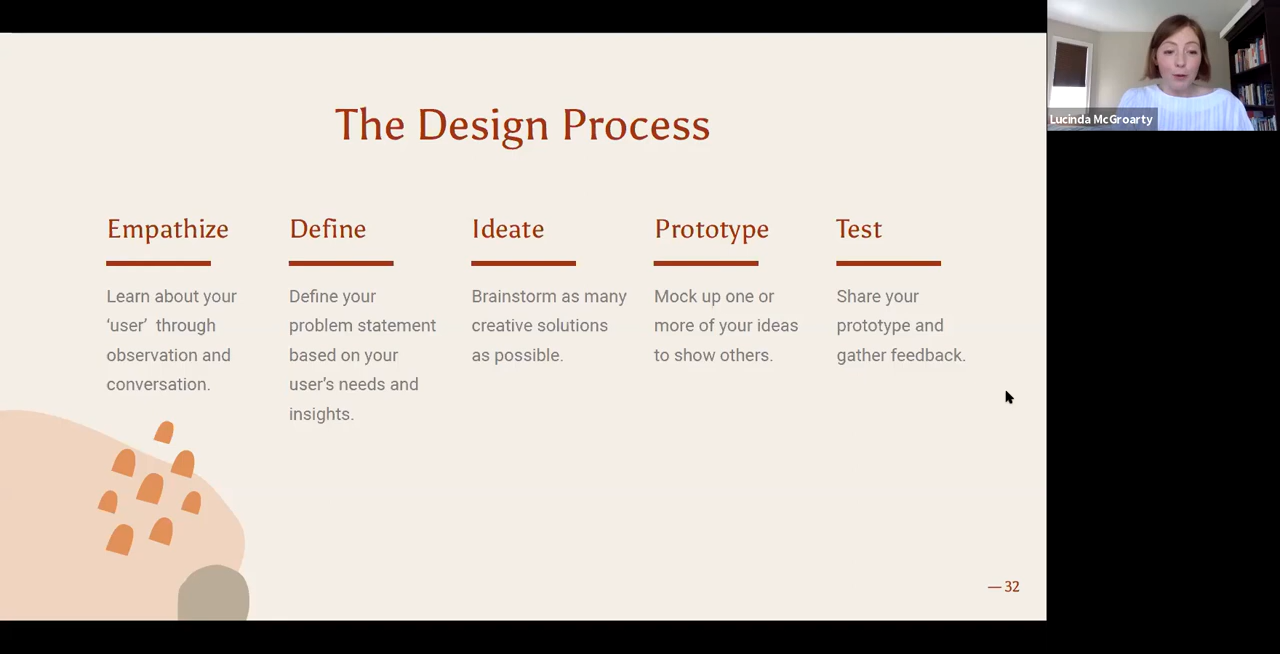 The Design Process
Empathize
Learn about your
‘user’  through
observation and
conversation.
Define
Define your
problem statement
based on your
user's needs and
insights.
Ideate
Brainstorm as many
creative solutions
as possible.
Prototype
Mock up one or
more of your ideas
to show others.
Test
Share your
prototype and
gather feedback.
— 32
Lucinda McGroarty